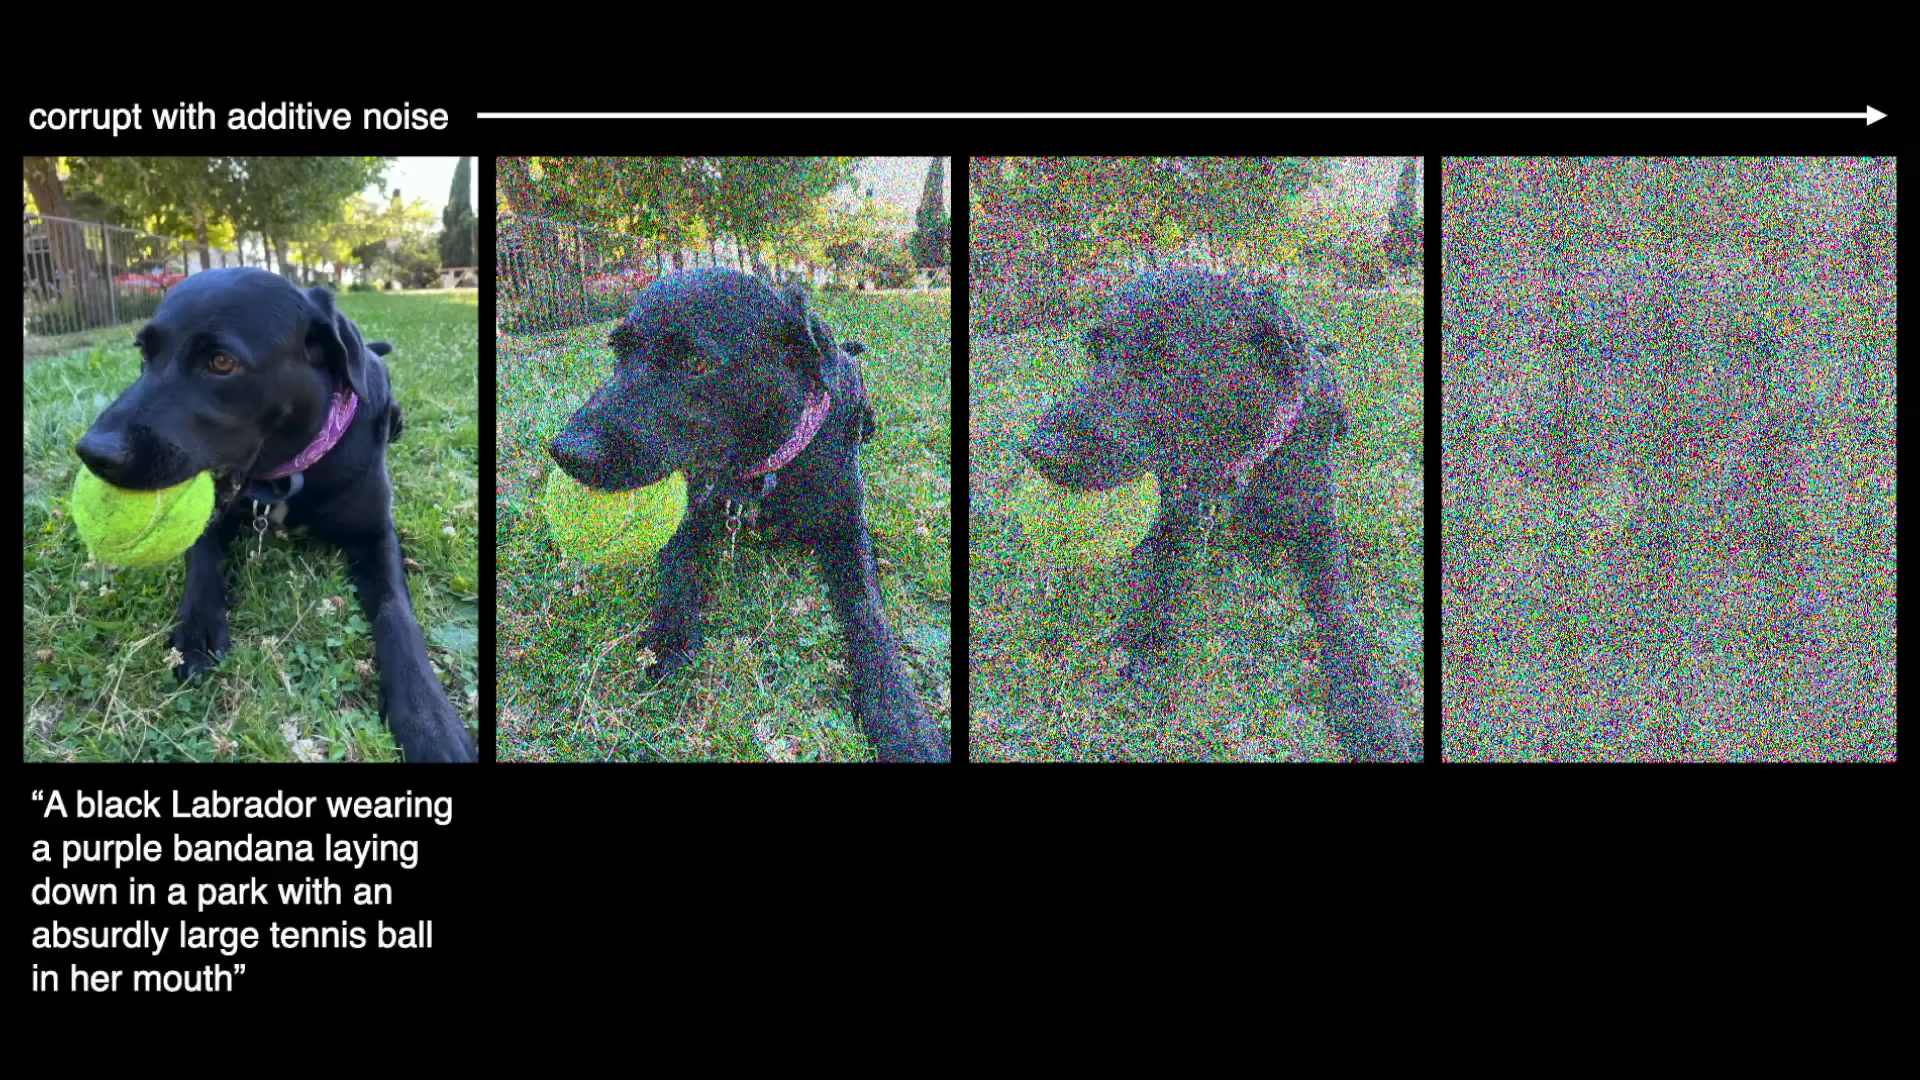 corrupt with additive noise
“A black Labrador wearing
a purple bandana laying
down in a park with an
absurdly large tennis ball
in her mouth”